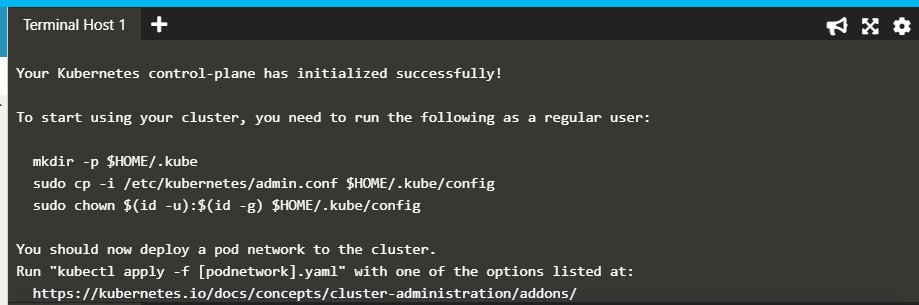 Terminal Host 1
Your Kubernetes control-plane has initialized successfully!
To start using your cluster, you need to run the following as a regular user:
mkdir -p $HOME/.kube
sudo cp -i /etc/kubernetes/admin.conf $HOME/.kube/config
sudo chown $(id -u):$(id -g) $HOME/.kube/config
You should now deploy a pod network to the cluster.
Run "kubectl apply -f [podnetwork].yaml" with one of the options listed at:
https://kubernetes.io/docs/concepts/cluster-administration/addons/